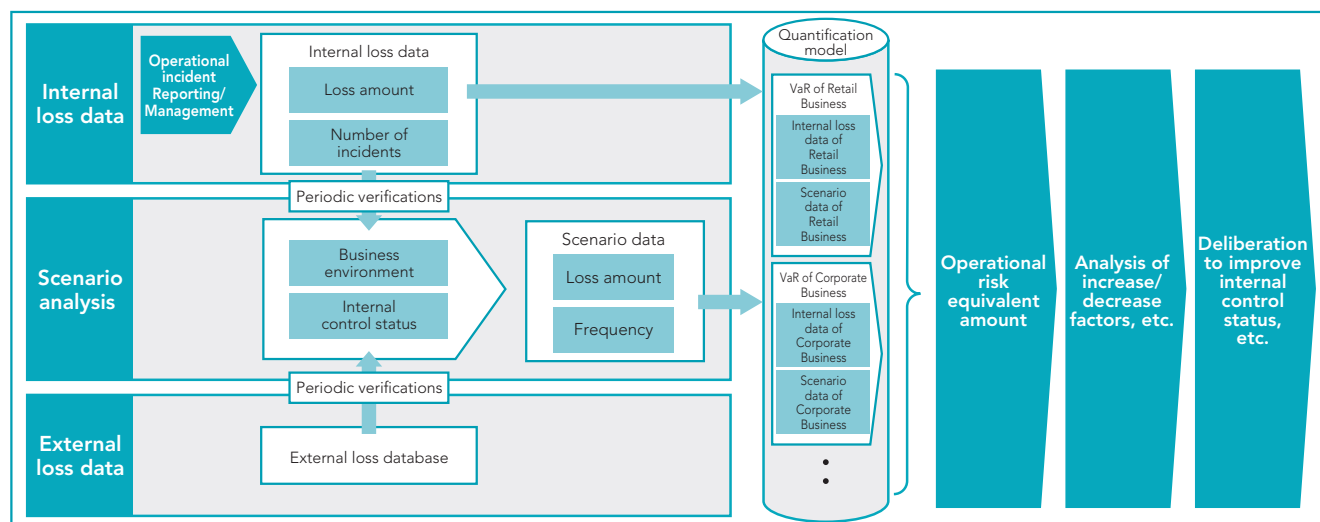 Internal
loss data
Operational
incident
Reporting/
Management
Internal loss data
Loss amount
Number of
incidents
Periodic verifications
Scenario
analysis
Business
environment
Internal
control status
Scenario data
Loss amount
Frequency
Periodic verifications
External
loss data
External loss database
Quantification
model
VaR of Retail
Business
Internal loss
data of
Retail
Business
Scenario
data of
Retail
Business
VaR of Corporate
Business
Internal loss
data of
Corporate
Business
Scenario
data of
Corporate
Business
Operational
risk
equivalent
amount
Analysis of
increase/
decrease
factors, etc.
Deliberation
to improve
internal
control
status,
etc.